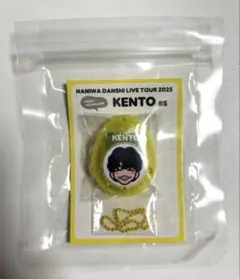 NANIWA DANSHI LIVE TOUR 2025
KENTO #5
KENTO